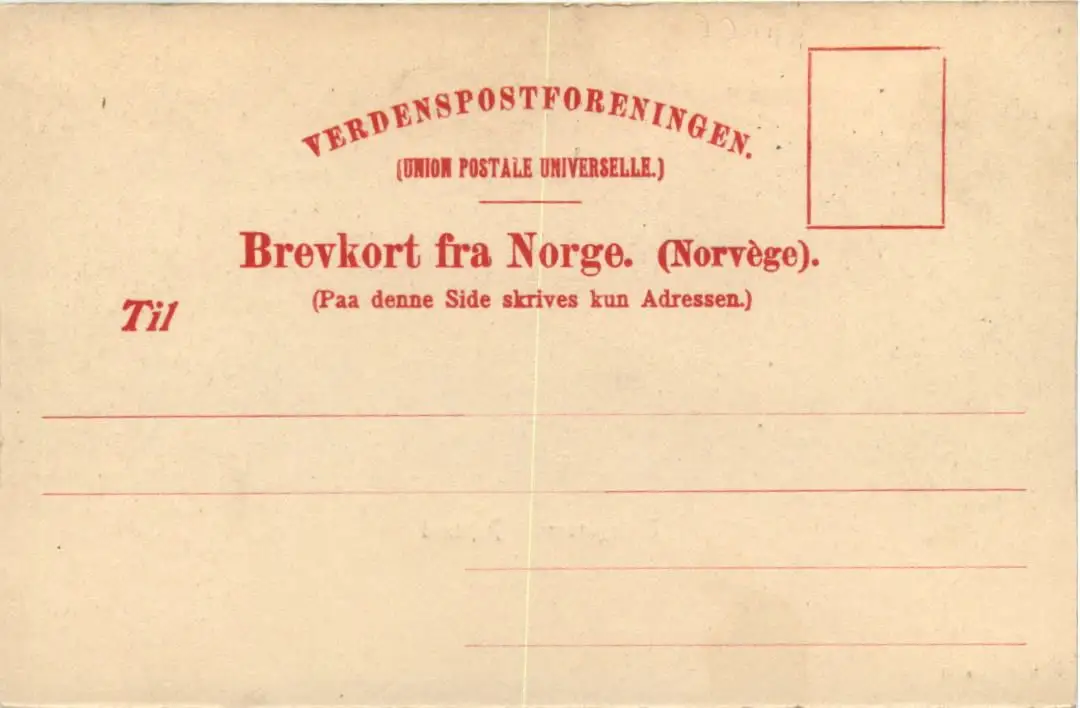 VERDENSPOSTFORENINGEN.
(UNION POSTALE UNIVERSELLE.)
Brevkort fra Norge. (Norvège).
(Paa denne Side skrives kun Adressen.)
Til